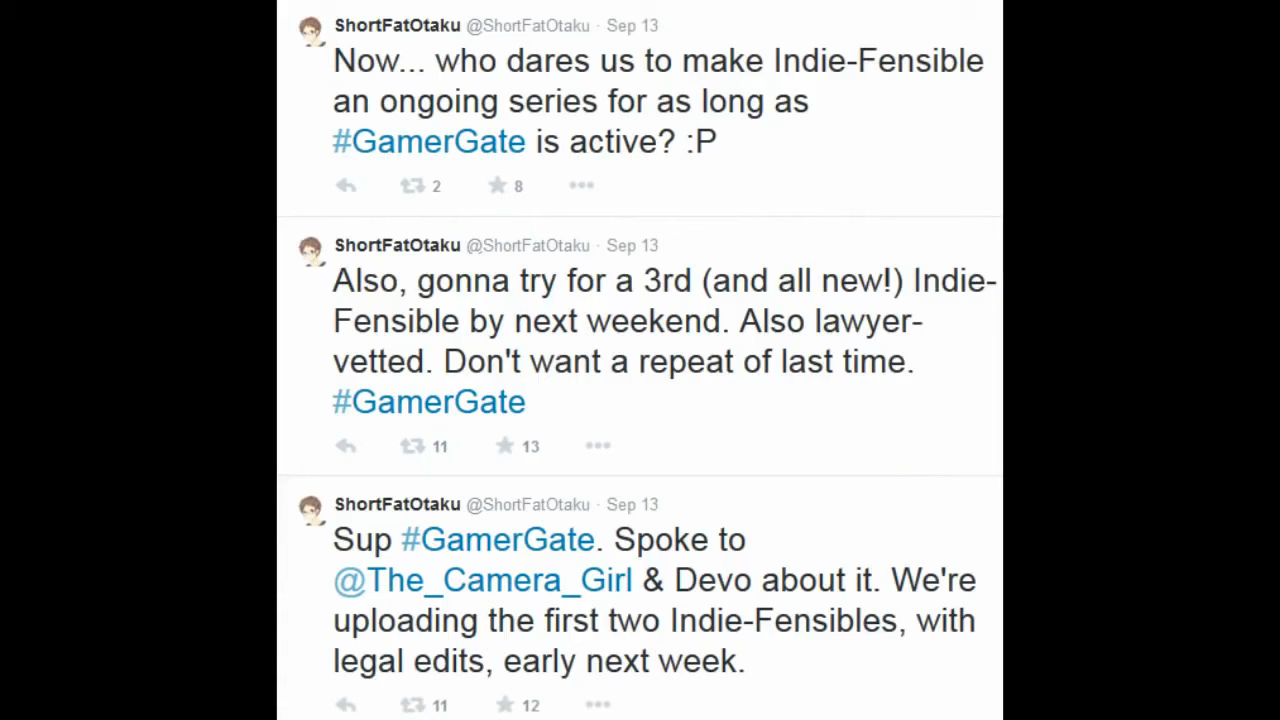 ShortFatOtaku @ShortFatOtaku · Sep 13
Now... who dares us to make Indie-Fensible
an ongoing series for as long as
#GamerGate is active? :P
2 8
ShortFatOtaku @ShortFatOtaku · Sep 13
Also, gonna try for a 3rd (and all new!) Indie-
Fensible by next weekend. Also lawyer-
vetted. Don't want a repeat of last time.
#GamerGate
11 13
ShortFatOtaku @ShortFatOtaku · Sep 13
Sup #GamerGate. Spoke to
@The_Camera_Girl & Devo about it. We're
uploading the first two Indie-Fensibles, with
legal edits, early next week.
11 12